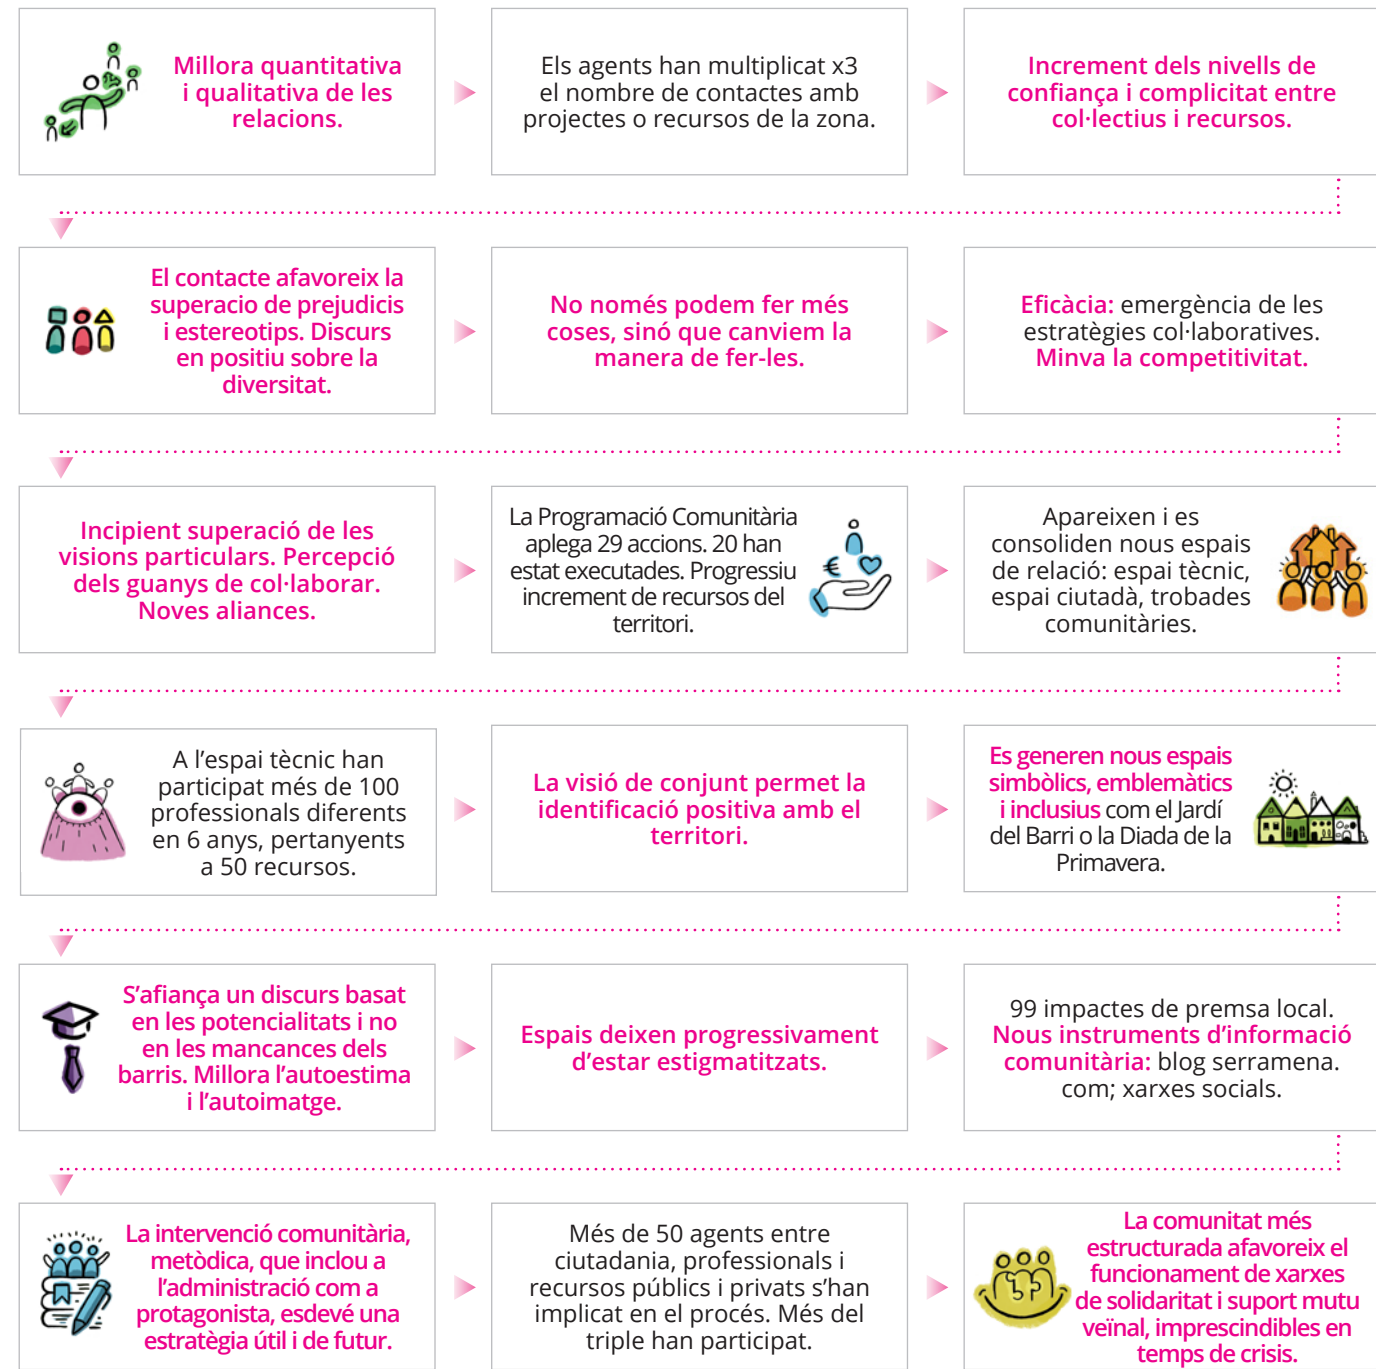 Millora quantitativa
i qualitativa de les
relacions.
Els agents han multiplicat x3
el nombre de contactes amb
projectes o recursos de la zona.
Increment dels nivells de
confiança i complicitat entre
col·lectius i recursos.
El contacte afavoreix la
superacio de prejudicis
i estereotips. Discurs
en positiu sobre la
diversitat.
No només podem fer més
coses, sinó que canviem la
manera de fer-les.
Eficàcia: emergència de les
estratègies col·laboratives.
Minva la competitivitat.
Incipient superació de les
visions particulars. Percepció
dels guanys de col·laborar.
Noves aliances.
La Programació Comunitària
aplega 29 accions. 20 han
estat executades. Progressiu
increment de recursos del
territori.
€
Apareixen i es
consoliden nous espais
de relació: espai tècnic,
espai ciutadà, trobades
comunitàries.
A l’espai tècnic han
participat més de 100
professionals diferents
en 6 anys, pertanyents
a 50 recursos.
La visió de conjunt permet la
identificació positiva amb el
territori.
Es generen nous espais
simbòlics, emblemàtics
i inclusius com el Jardí
del Barri o la Diada de la
Primavera.
S’afiança un discurs basat
en les potencialitats i no
en les mancances dels
barris. Millora l’autoestima
i l’autoimatge.
Espais deixen progressivament
d’estar estigmatitzats.
99 impactes de premsa local.
Nous instruments d’informació
comunitària: blog serramena.
com; xarxes socials.
La intervenció comunitària,
metòdica, que inclou a
l’administració com a
protagonista, esdevé una
estratègia útil i de futur.
Més de 50 agents entre
ciutadania, professionals i
recursos públics i privats s’han
implicat en el procés. Més del
triple han participat.
La comunitat més
estructurada afavoreix el
funcionament de xarxes
de solidaritat i suport mutu
veïnal, imprescindibles en
temps de crisis.